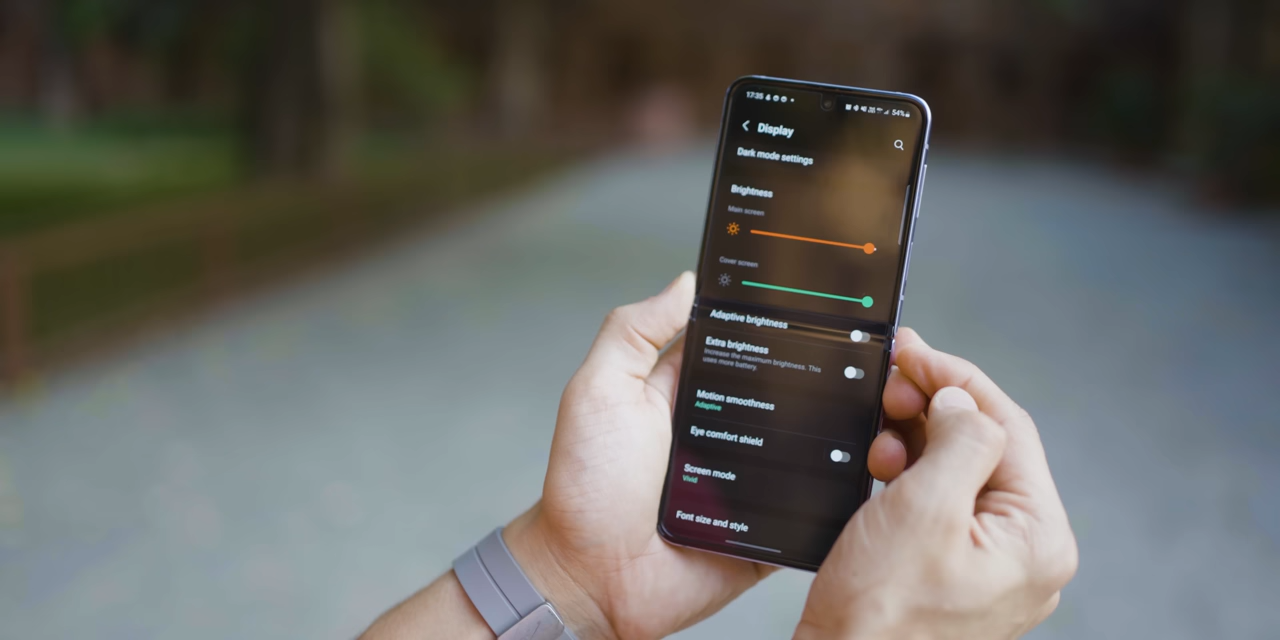 17:35
54%
Display
Dark mode settings
Brightness
Main screen
Cover screen
Adaptive brightness
Extra brightness
Increase the maximum brightness. This
uses more battery.
Motion smoothness
Adaptive
Eye comfort shield
Screen mode
Vivid
Font size and style